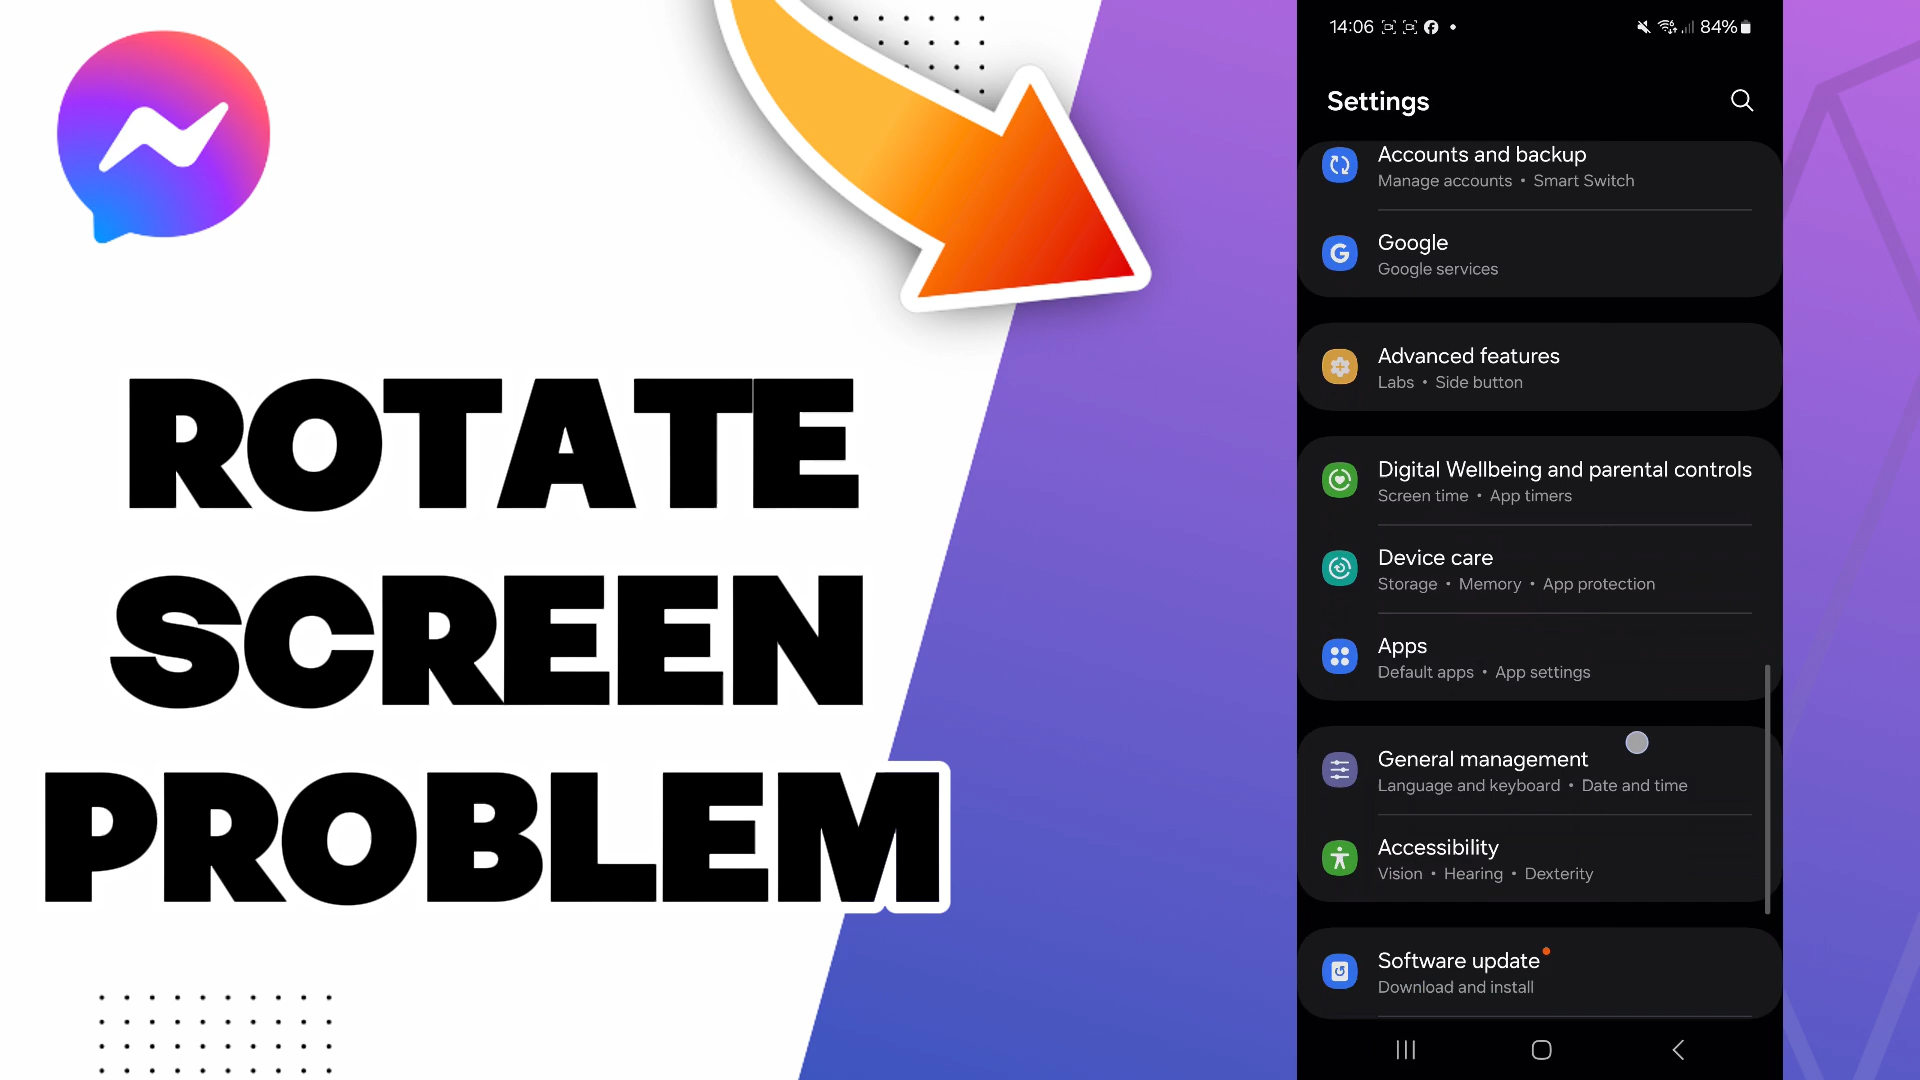 ROTATE
SCREEN
PROBLEM
14:06
84%
Settings
Accounts and backup
Manage accounts • Smart Switch
Google
Google services
Advanced features
Labs • Side button
Digital Wellbeing and parental controls
Screen time • App timers
Device care
Storage • Memory • App protection
Apps
Default apps • App settings
General management
Language and keyboard • Date and time
Accessibility
Vision • Hearing • Dexterity
Software update
Download and install